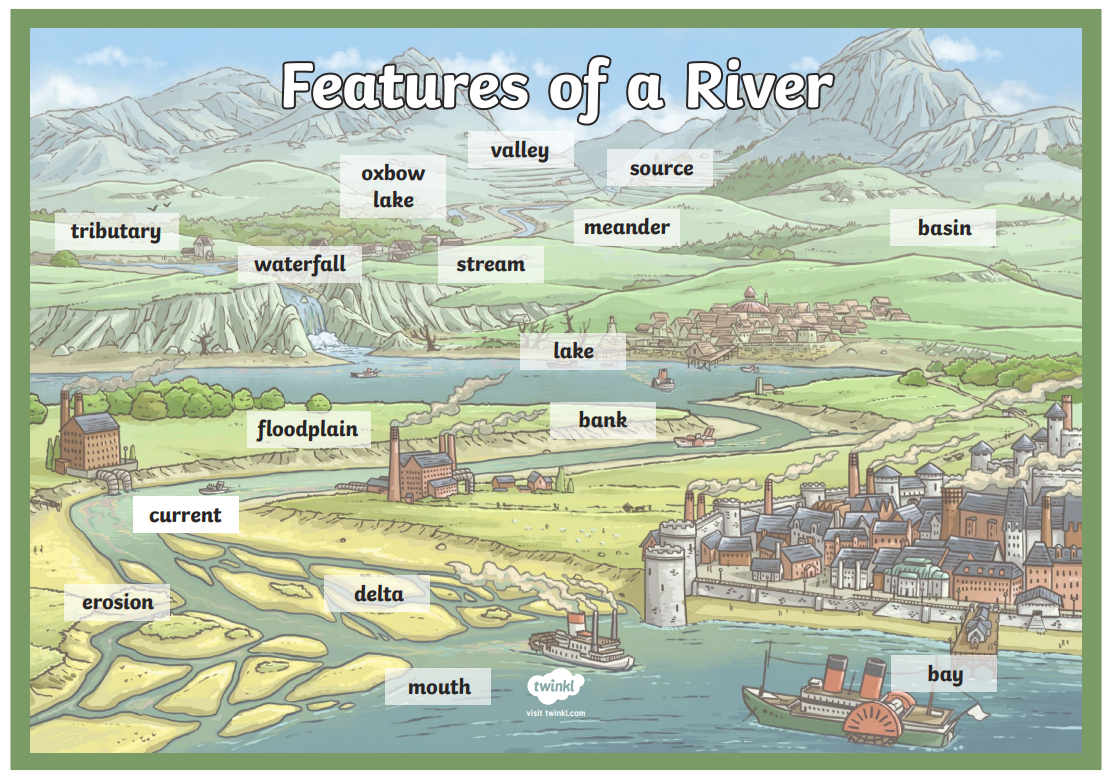 Features of a River
valley
source
oxbow
lake
tributary
meander
basin
waterfall
stream
lake
floodplain
bank
current
erosion
delta
mouth
bay
twinkl
visit twinkl.com